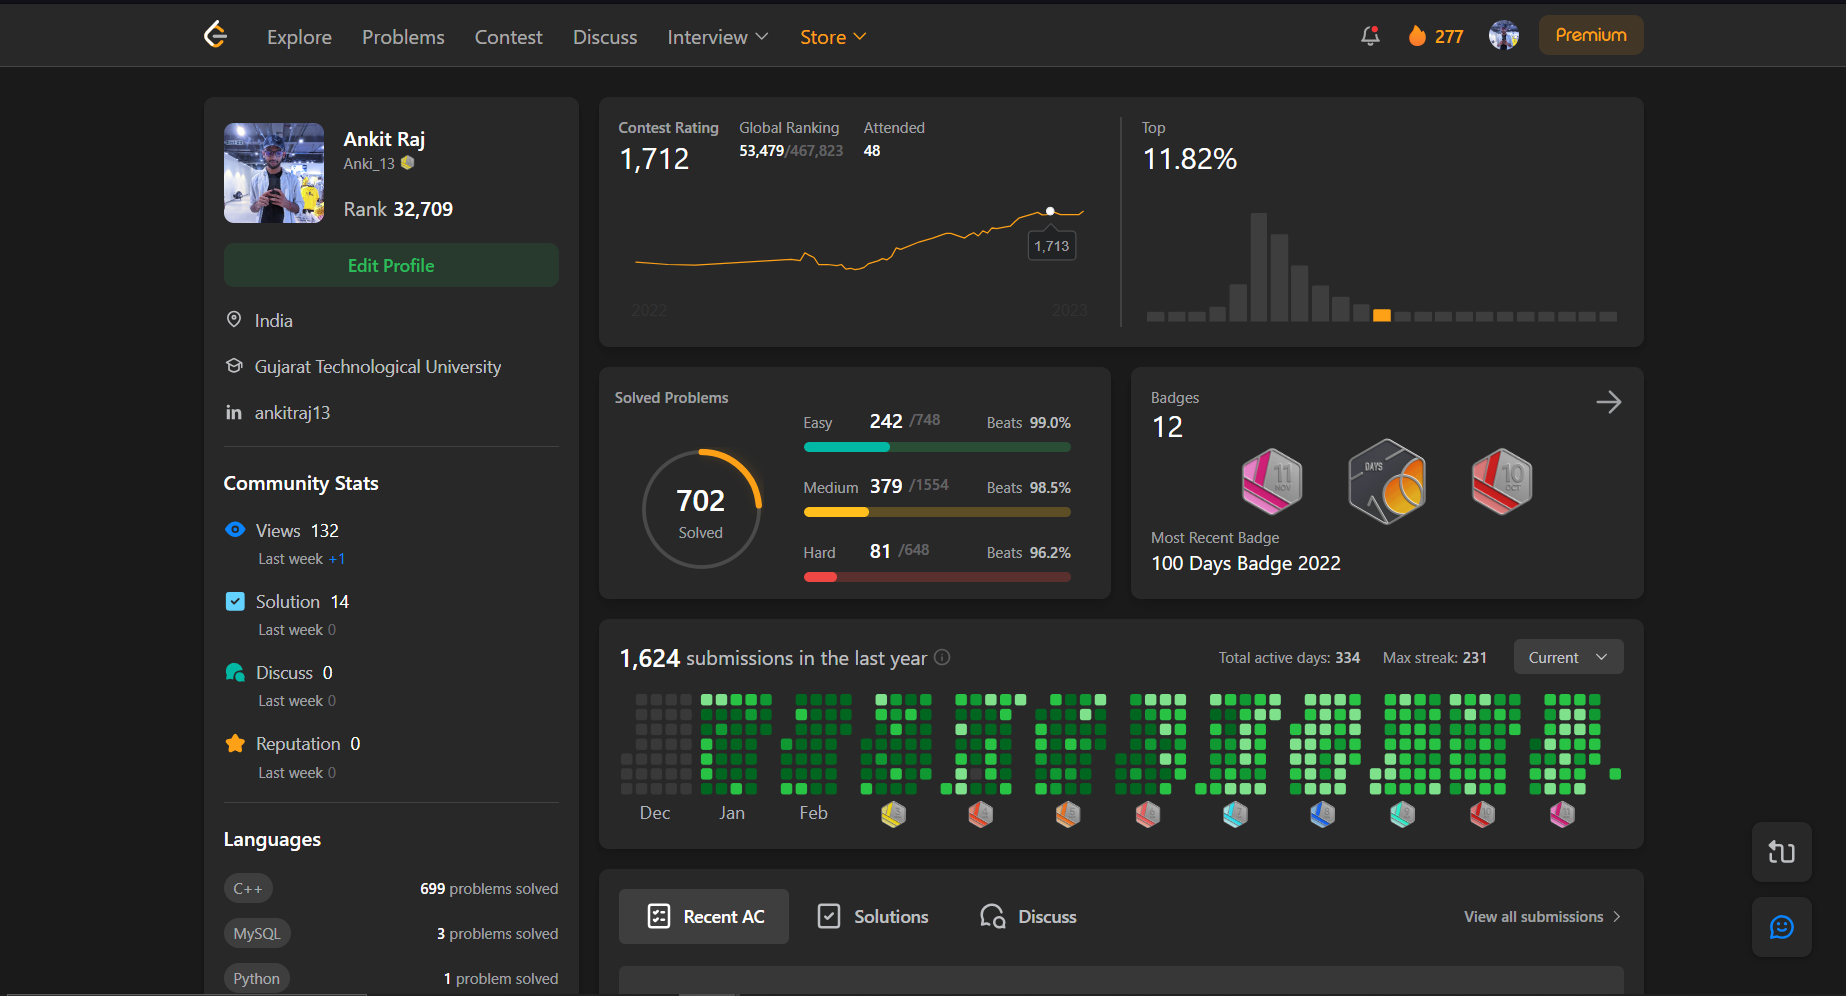 Explore Problems Contest Discuss Interview Store 277 Premium
Ankit Raj
Anki_13
Rank 32,709
Edit Profile
India
Gujarat Technological University
ankitraj13
Community Stats
Views 132
Last week +1
Solution 14
Last week 0
Discuss 0
Last week 0
Reputation 0
Last week 0
Languages
C++ 699 problems solved
MySQL 3 problems solved
Python 1 problem solved
Contest Rating Global Ranking Attended
1,712 53,479/467,823 48
1,713
2022 2023
Top
11.82%
Solved Problems
702
Solved
Easy 242 /748 Beats 99.0%
Medium 379 /1554 Beats 98.5%
Hard 81 /648 Beats 96.2%
Badges
12
11
NOV
DAYS
10
OCT
Most Recent Badge
100 Days Badge 2022
1,624 submissions in the last year Total active days: 334 Max streak: 231 Current
Dec Jan Feb
Recent AC Solutions Discuss View all submissions